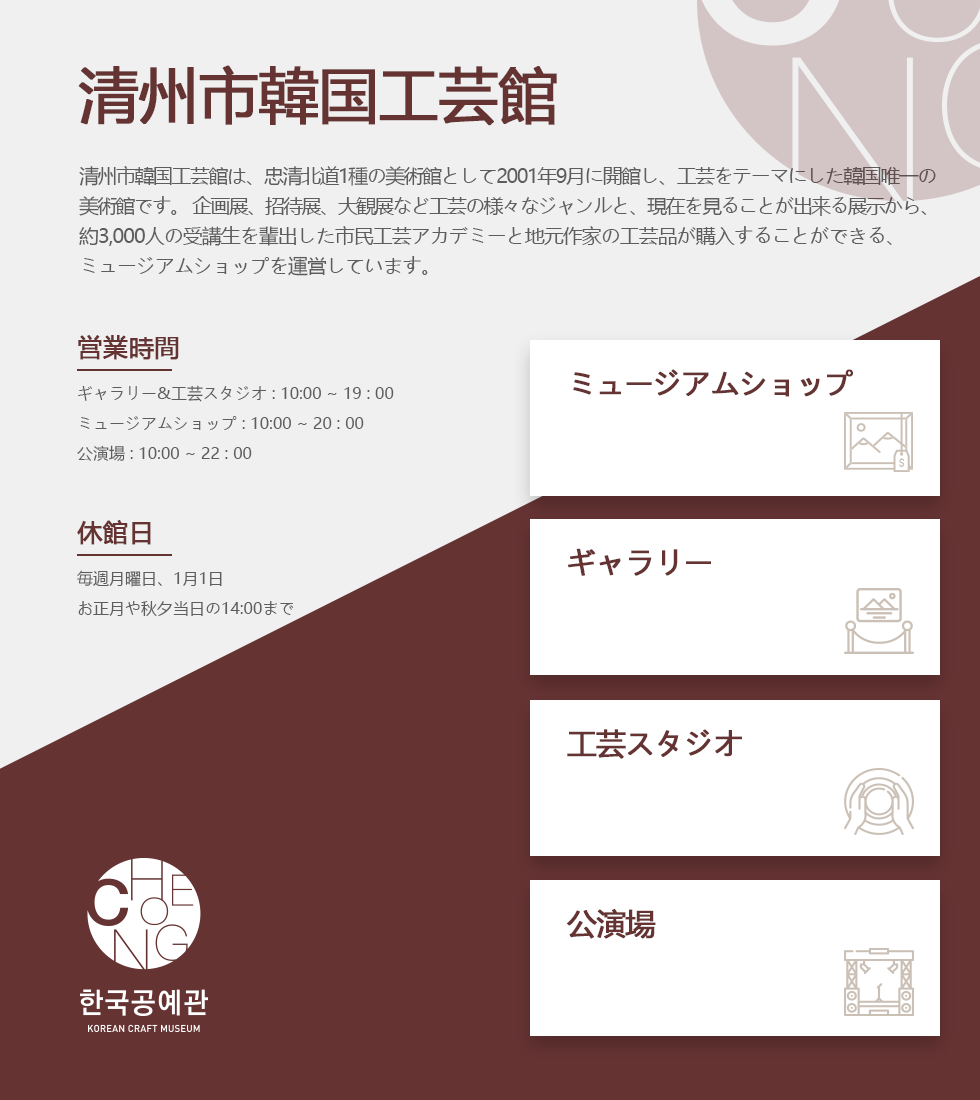 清州市韓国工芸館
清州市韓国工芸館は、忠清北道1種の美術館として2001年9月に開館し、工芸をテーマにした韓国唯一の
美術館です。 企画展、招待展、大観展など工芸の様々なジャンルと、現在を見ることが出来る展示から、
約3,000人の受講生を輩出した市民工芸アカデミーと地元作家の工芸品が購入することができる、
ミュージアムショップを運営しています。
営業時間
ギャラリー&工芸スタジオ : 10:00 ~ 19 : 00
ミュージアムショップ : 10:00 ~ 20 : 00
公演場 : 10:00 ~ 22 : 00
休館日
毎週月曜日、1月1日
お正月や秋夕当日の14:00まで
ミュージアムショップ
ギャラリー
工芸スタジオ
公演場
CHEONG
한국공예관
KOREAN CRAFT MUSEUM